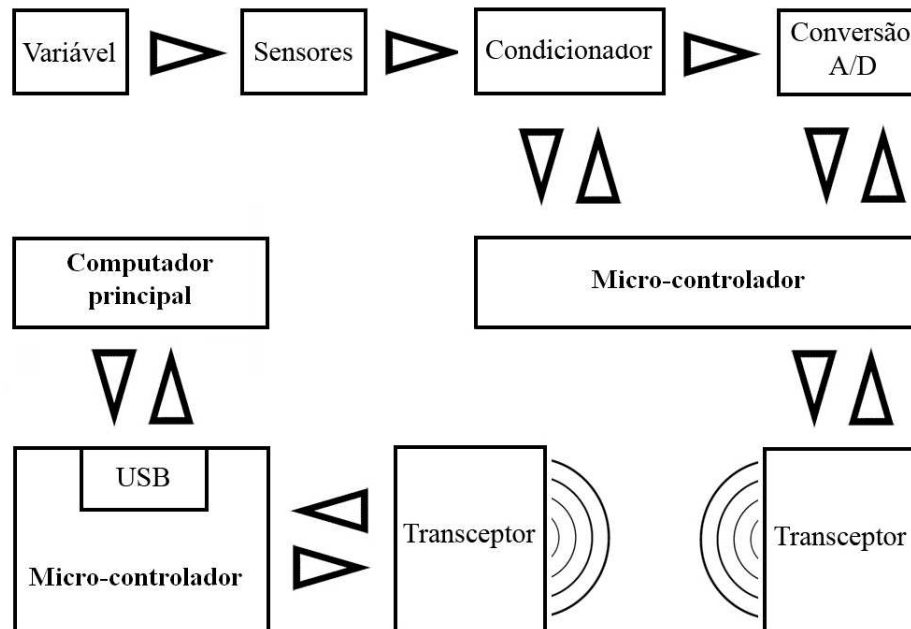 Variável
Sensores
Condicionador
Conversão
A/D
Computador
principal
Micro-controlador
USB
Micro-controlador
Transceptor
Transceptor